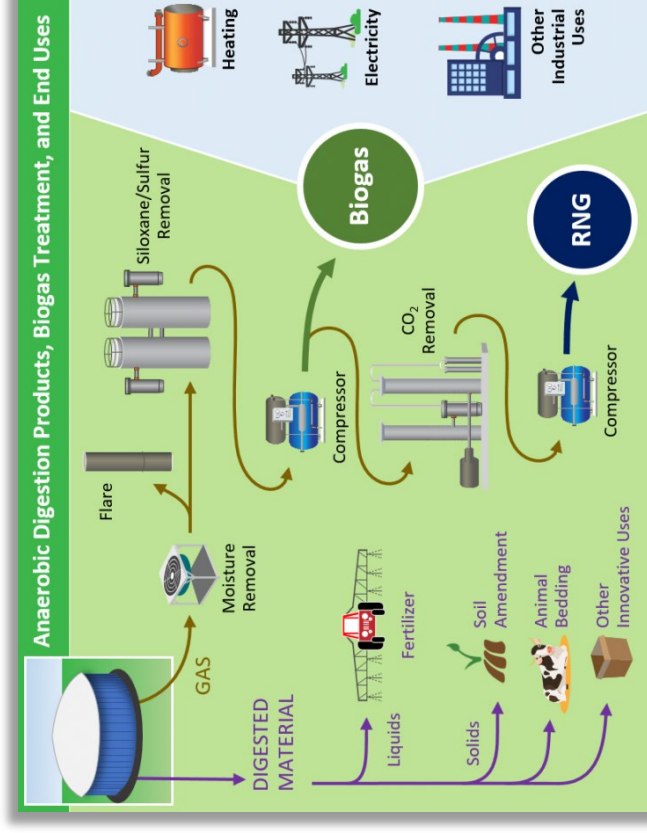 Anaerobic Digestion Products, Biogas Treatment, and End Uses
GAS
Moisture
Removal
Flare
Siloxane/Sulfur
Removal
Compressor
Biogas
CO₂
Removal
Compressor
RNG
Heating
Electricity
Other
Industrial
Uses
DIGESTED
MATERIAL
Liquids
Fertilizer
Solids
Soil
Amendment
Animal
Bedding
Other
Innovative Uses